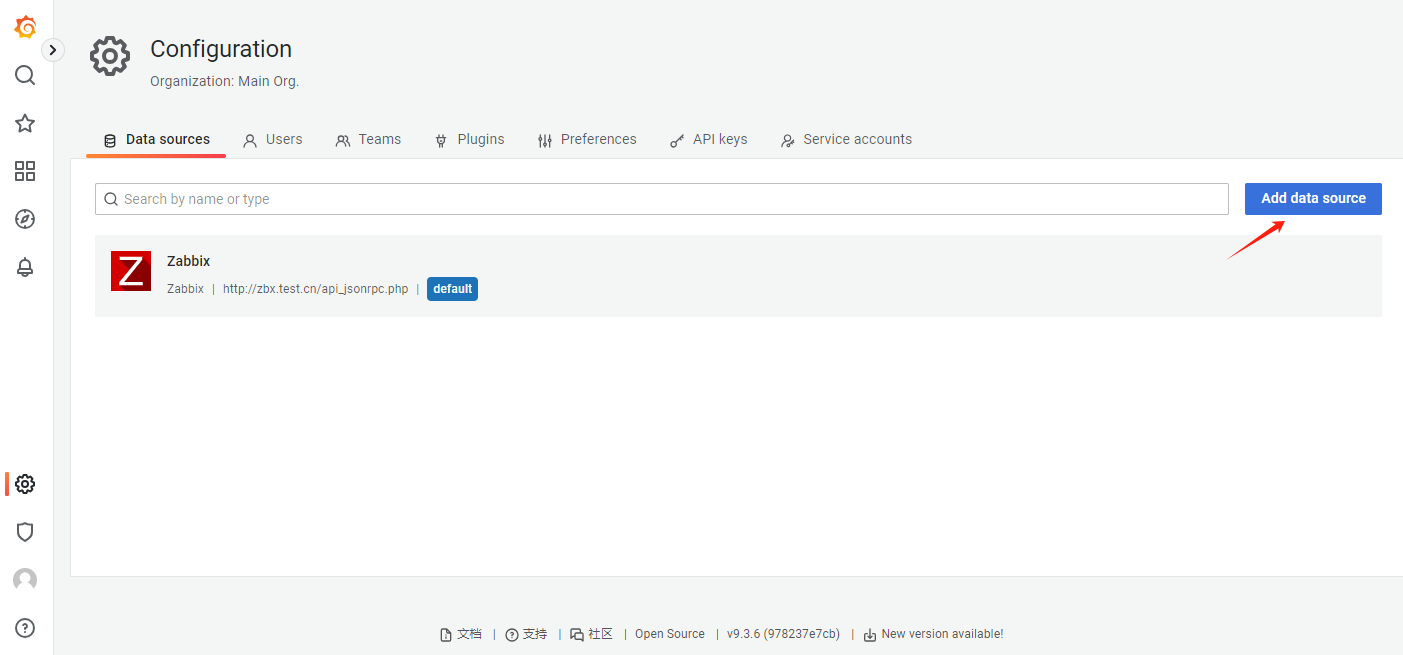 Configuration
Organization: Main Org.
Data sources Users Teams Plugins Preferences API keys Service accounts
Search by name or type Add data source
Z Zabbix
Zabbix | http://zbx.test.cn/api_jsonrpc.php | default
文档 | 支持 | 社区 | Open Source | v9.3.6 (978237e7cb) | New version available!